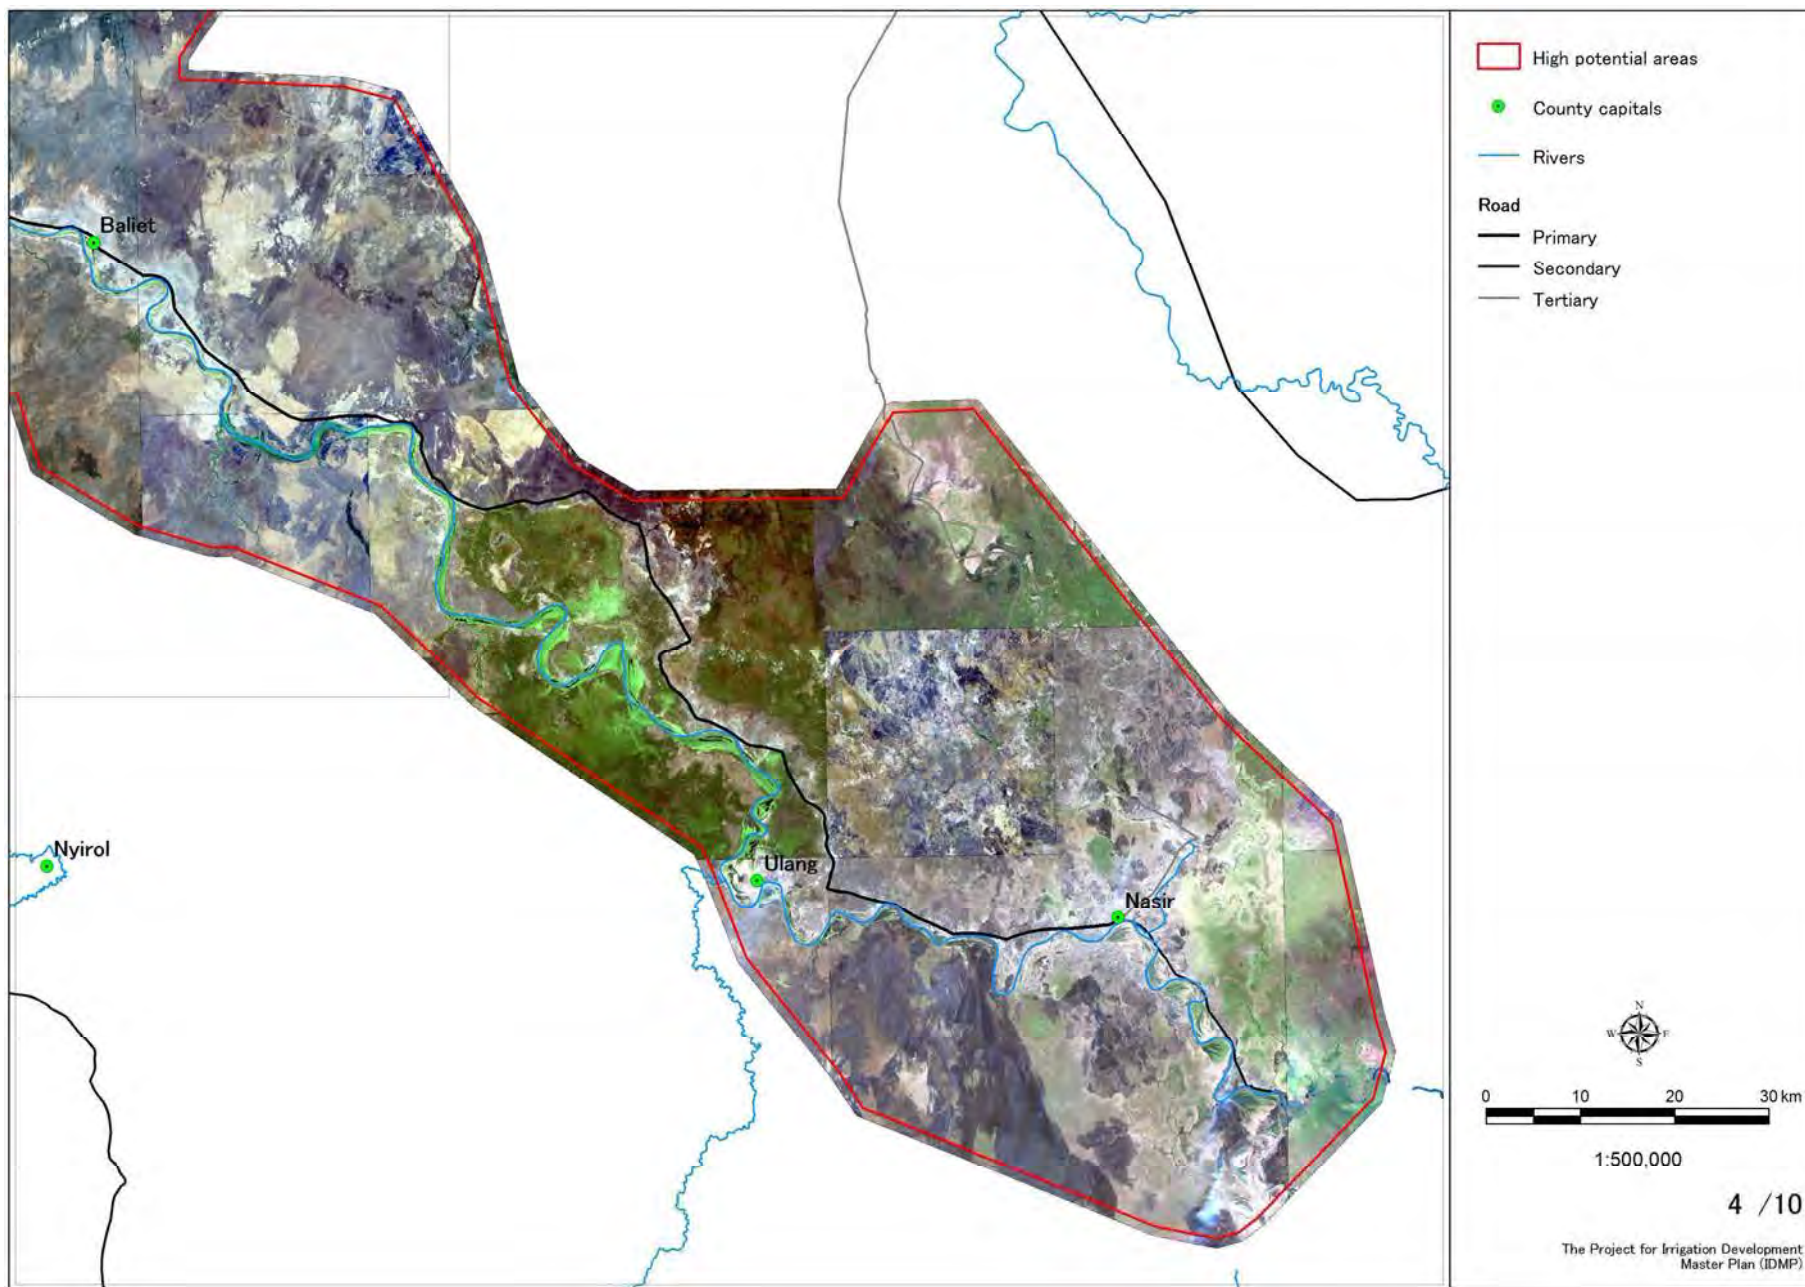 Baliet
Nyirol
Ulang
Nasir
High potential areas
County capitals
Rivers
Road
Primary
Secondary
Tertiary
N
W E
S
0 10 20 30 km
1:500,000
4 /10
The Project for Irrigation Development
Master Plan (IDMP)